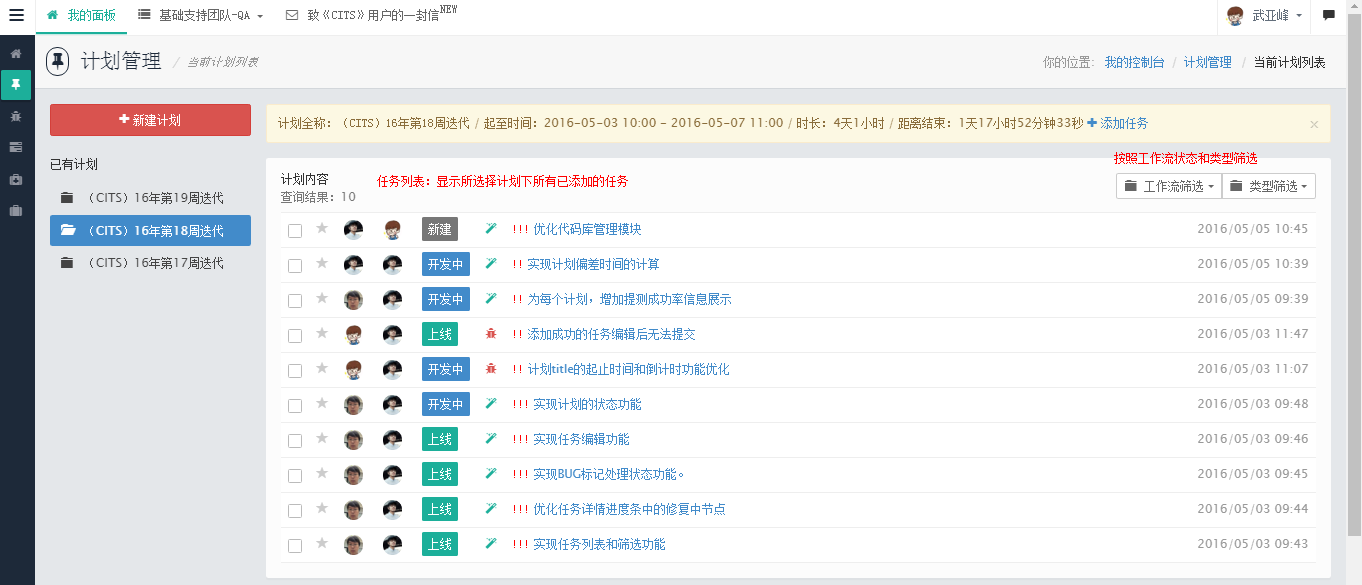 我的面板 基础支持团队-QA 致《CITS》用户的一封信NEW 武亚峰
计划管理 / 当前计划列表
你的位置: 我的控制台 / 计划管理 / 当前计划列表
新建计划
已有计划
（CITS）16年第19周迭代
（CITS）16年第18周迭代
（CITS）16年第17周迭代
计划全称: （CITS）16年第18周迭代 / 起至时间: 2016-05-03 10:00 - 2016-05-07 11:00 / 时长: 4天1小时 / 距离结束: 1天17小时52分钟33秒 添加任务 ×
按照工作流状态和类型筛选
计划内容
任务列表: 显示所选择计划下所有已添加的任务
查询结果: 10
工作流筛选 类型筛选
新建 !!! 优化代码库管理模块 2016/05/05 10:45
开发中 !! 实现计划偏差时间的计算 2016/05/05 10:39
开发中 !! 为每个计划，增加提测成功率信息展示 2016/05/05 09:39
上线 !! 添加成功的任务编辑后无法提交 2016/05/03 11:47
开发中 !! 计划title的起止时间和倒计时功能优化 2016/05/03 11:07
开发中 !!! 实现计划的状态功能 2016/05/03 09:48
上线 !!! 实现任务编辑功能 2016/05/03 09:46
上线 !!! 实现BUG标记处理状态功能。 2016/05/03 09:45
上线 !!! 优化任务详情进度条中的修复中节点 2016/05/03 09:44
上线 !!! 实现任务列表和筛选功能 2016/05/03 09:43